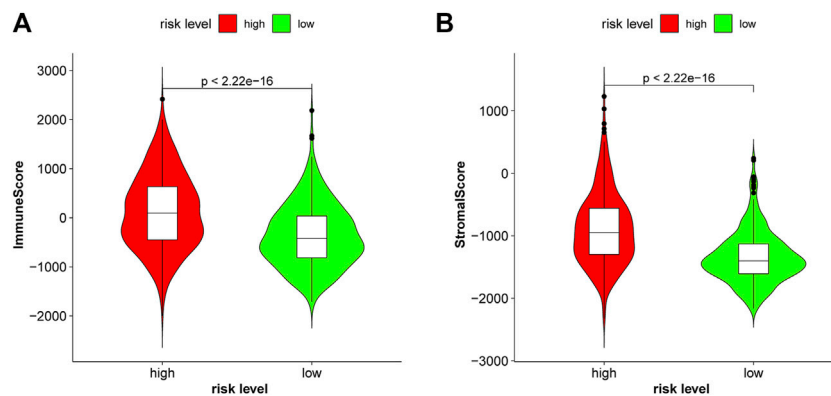 A
risk level high low
ImmuneScore
3000
2000
1000
0
−1000
−2000
p < 2.22e−16
high low
risk level
B
risk level high low
StromalScore
1000
0
−1000
−2000
−3000
p < 2.22e−16
high low
risk level